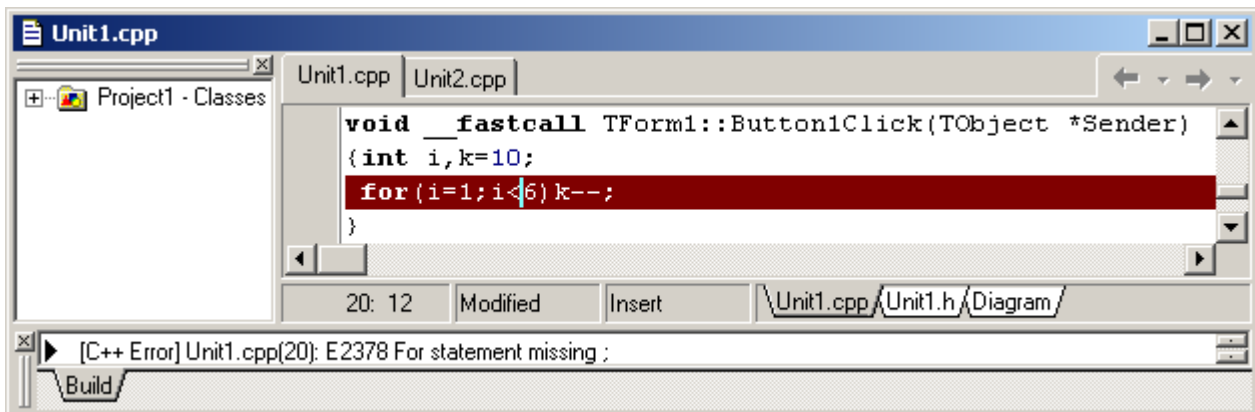 Unit1.cpp
Project1 - Classes
Unit1.cpp Unit2.cpp
void __fastcall TForm1::Button1Click(TObject *Sender)
{int i,k=10;
for(i=1;i<6)k--;
}
20: 12 Modified Insert \Unit1.cpp/Unit1.h/Diagram/
[C++ Error] Unit1.cpp(20): E2378 For statement missing ;
\Build/